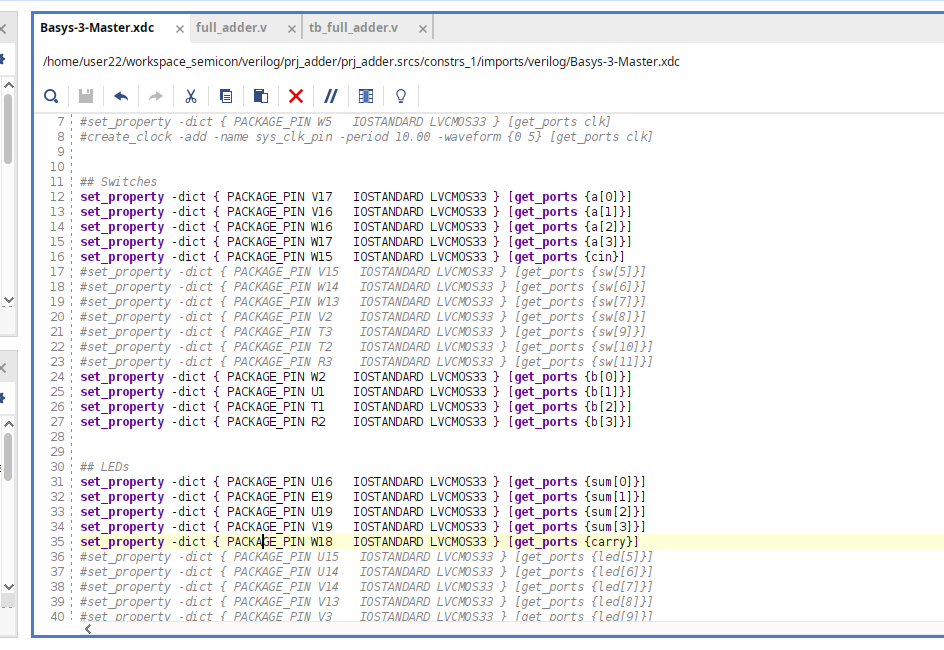 Basys-3-Master.xdc × full_adder.v × tb_full_adder.v ×
/home/user22/workspace_semicon/verilog/prj_adder/prj_adder.srcs/constrs_1/imports/verilog/Basys-3-Master.xdc
7 #set_property -dict { PACKAGE_PIN W5   IOSTANDARD LVCMOS33 } [get_ports clk]
8 #create_clock -add -name sys_clk_pin -period 10.00 -waveform {0 5} [get_ports clk]
9
10
11 ## Switches
12 set_property -dict { PACKAGE_PIN V17   IOSTANDARD LVCMOS33 } [get_ports {a[0]}]
13 set_property -dict { PACKAGE_PIN V16   IOSTANDARD LVCMOS33 } [get_ports {a[1]}]
14 set_property -dict { PACKAGE_PIN W16   IOSTANDARD LVCMOS33 } [get_ports {a[2]}]
15 set_property -dict { PACKAGE_PIN W17   IOSTANDARD LVCMOS33 } [get_ports {a[3]}]
16 set_property -dict { PACKAGE_PIN W15   IOSTANDARD LVCMOS33 } [get_ports {cin}]
17 #set_property -dict { PACKAGE_PIN V15   IOSTANDARD LVCMOS33 } [get_ports {sw[5]}]
18 #set_property -dict { PACKAGE_PIN W14   IOSTANDARD LVCMOS33 } [get_ports {sw[6]}]
19 #set_property -dict { PACKAGE_PIN W13   IOSTANDARD LVCMOS33 } [get_ports {sw[7]}]
20 #set_property -dict { PACKAGE_PIN V2    IOSTANDARD LVCMOS33 } [get_ports {sw[8]}]
21 #set_property -dict { PACKAGE_PIN T3    IOSTANDARD LVCMOS33 } [get_ports {sw[9]}]
22 #set_property -dict { PACKAGE_PIN T2    IOSTANDARD LVCMOS33 } [get_ports {sw[10]}]
23 #set_property -dict { PACKAGE_PIN R3    IOSTANDARD LVCMOS33 } [get_ports {sw[11]}]
24 set_property -dict { PACKAGE_PIN W2    IOSTANDARD LVCMOS33 } [get_ports {b[0]}]
25 set_property -dict { PACKAGE_PIN U1    IOSTANDARD LVCMOS33 } [get_ports {b[1]}]
26 set_property -dict { PACKAGE_PIN T1    IOSTANDARD LVCMOS33 } [get_ports {b[2]}]
27 set_property -dict { PACKAGE_PIN R2    IOSTANDARD LVCMOS33 } [get_ports {b[3]}]
28
29
30 ## LEDs
31 set_property -dict { PACKAGE_PIN U16   IOSTANDARD LVCMOS33 } [get_ports {sum[0]}]
32 set_property -dict { PACKAGE_PIN E19   IOSTANDARD LVCMOS33 } [get_ports {sum[1]}]
33 set_property -dict { PACKAGE_PIN U19   IOSTANDARD LVCMOS33 } [get_ports {sum[2]}]
34 set_property -dict { PACKAGE_PIN V19   IOSTANDARD LVCMOS33 } [get_ports {sum[3]}]
35 set_property -dict { PACKAGE_PIN W18   IOSTANDARD LVCMOS33 } [get_ports {carry}]
36 #set_property -dict { PACKAGE_PIN U15   IOSTANDARD LVCMOS33 } [get_ports {led[5]}]
37 #set_property -dict { PACKAGE_PIN U14   IOSTANDARD LVCMOS33 } [get_ports {led[6]}]
38 #set_property -dict { PACKAGE_PIN V14   IOSTANDARD LVCMOS33 } [get_ports {led[7]}]
39 #set_property -dict { PACKAGE_PIN V13   IOSTANDARD LVCMOS33 } [get_ports {led[8]}]
40 #set_property -dict { PACKAGE_PIN V3    IOSTANDARD LVCMOS33 } [get_ports {led[9]}]